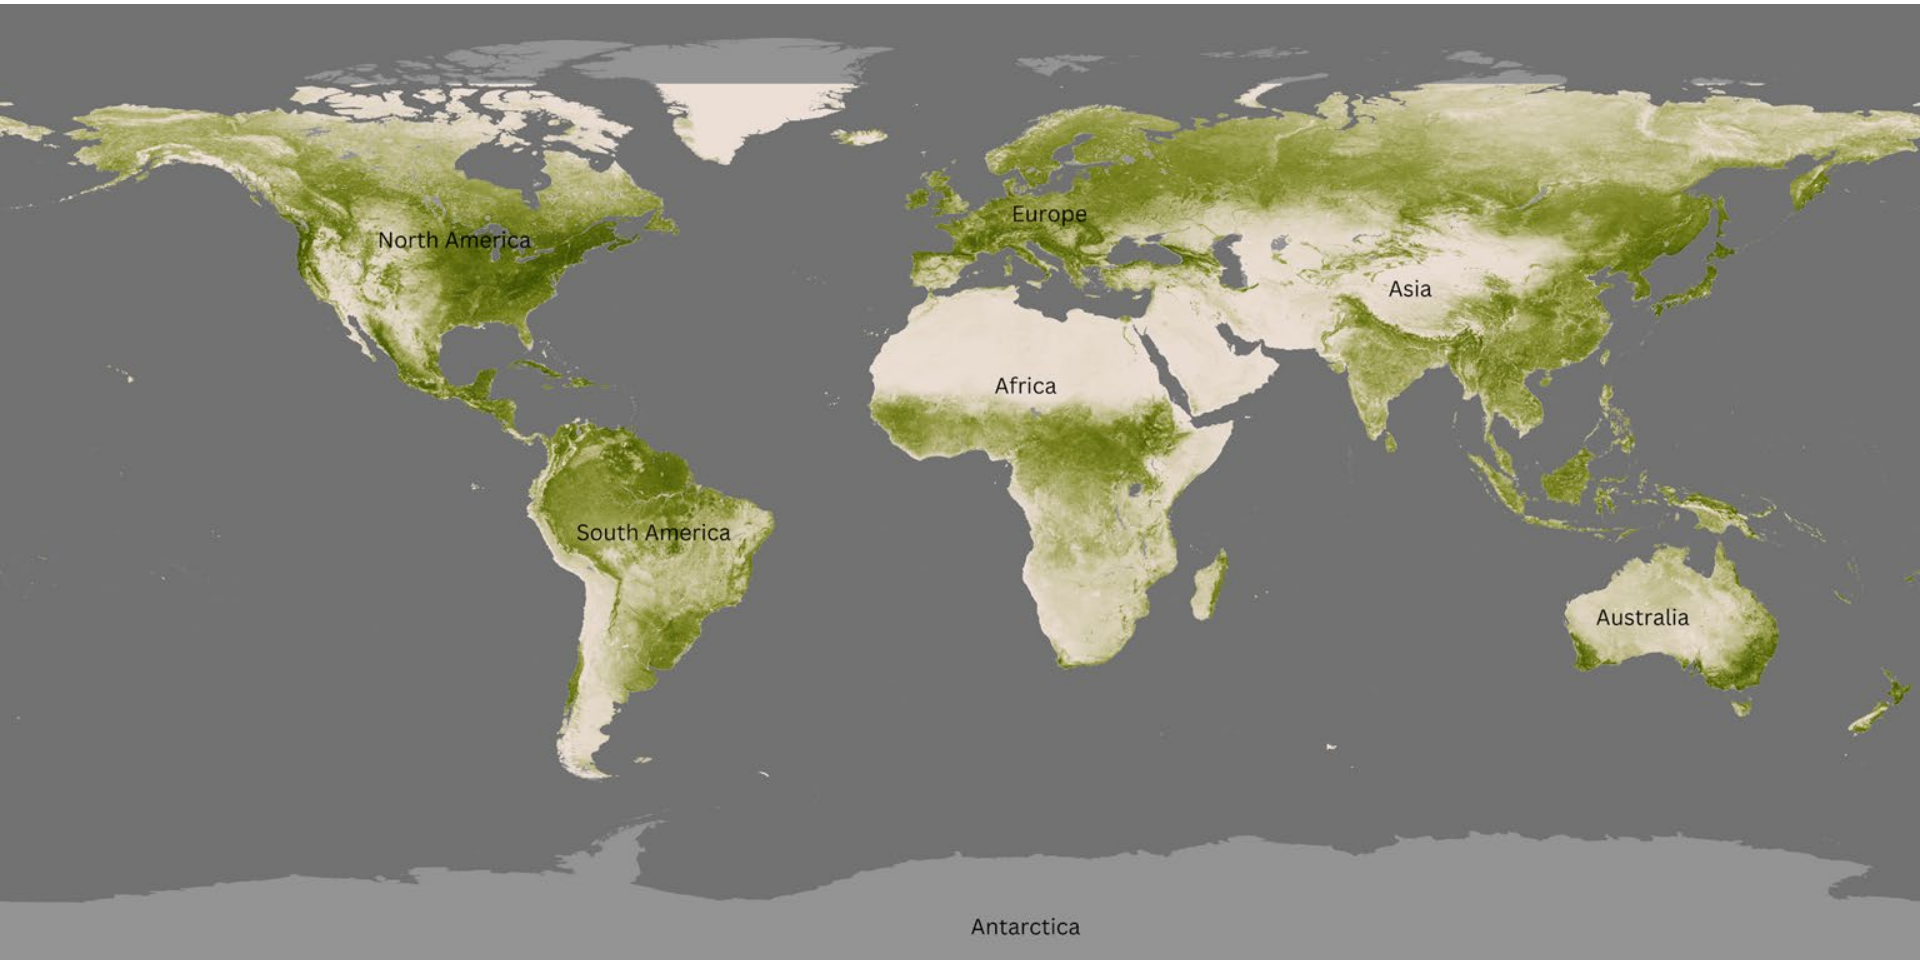 North America
Europe
Asia
Africa
South America
Australia
Antarctica